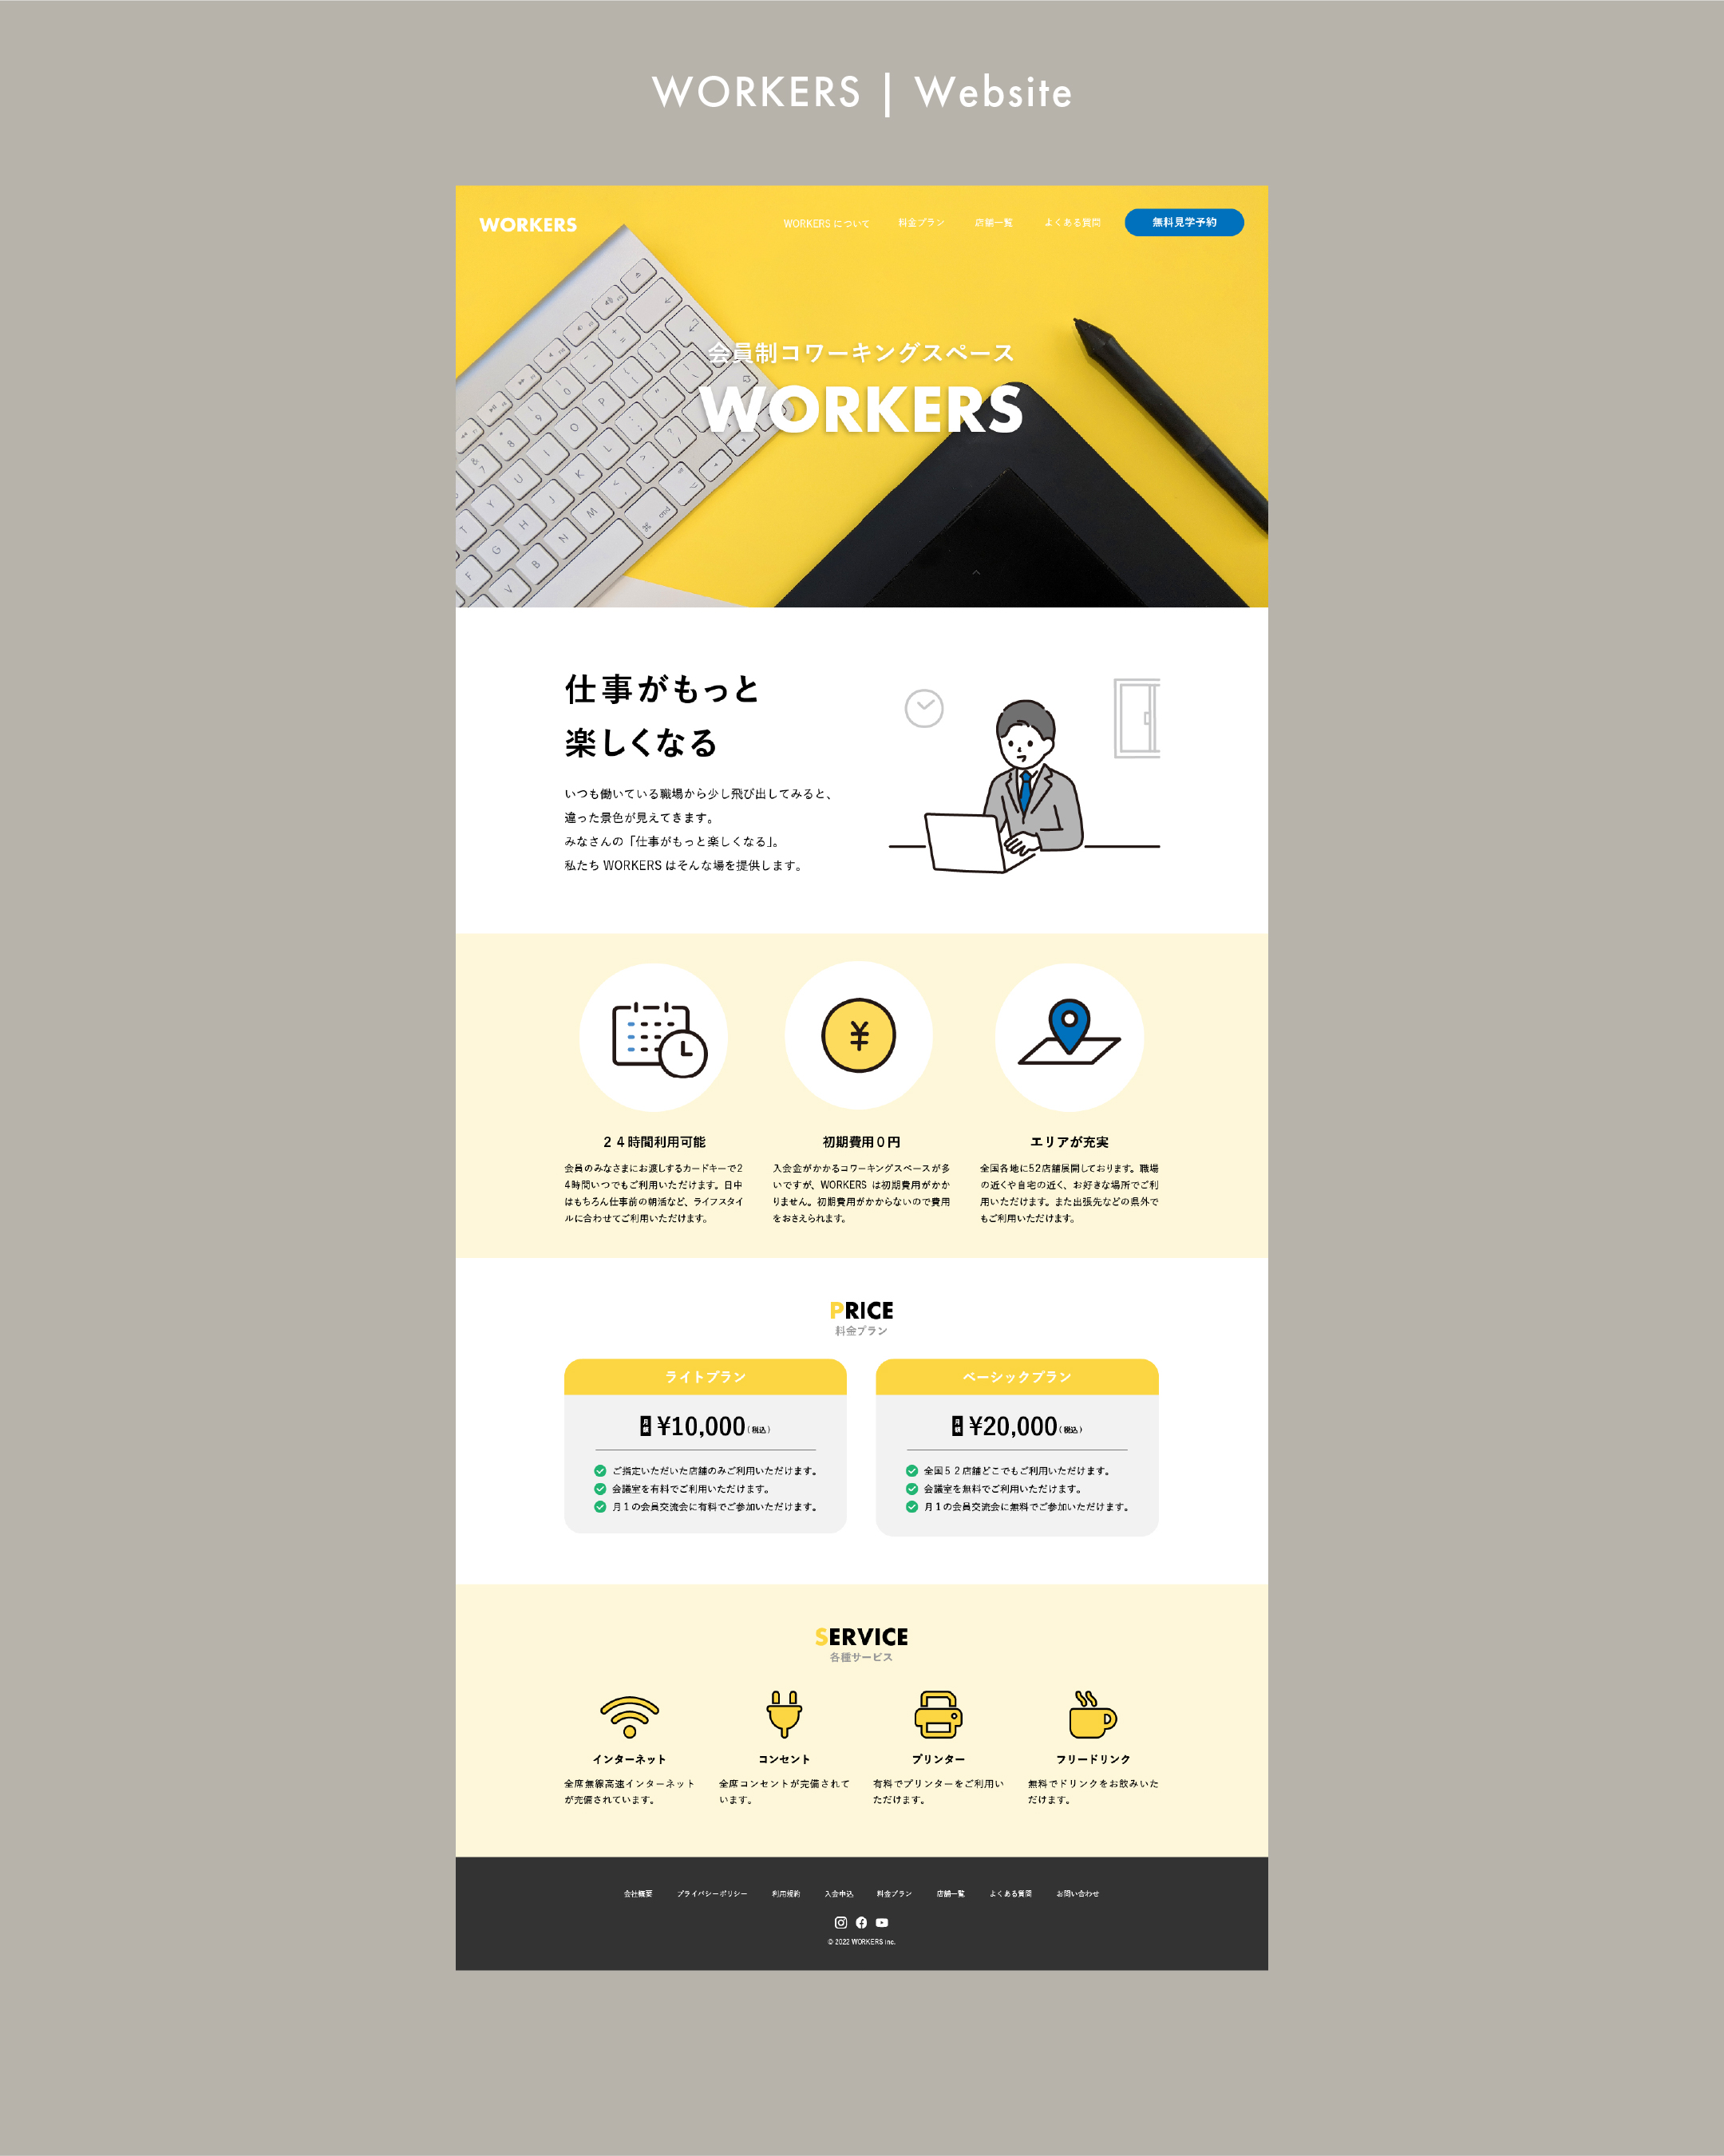 WORKERS | Website
WORKERS
WORKERS について
料金プラン
店舗一覧
よくある質問
無料見学予約
会員制コワーキングスペース
WORKERS
仕事がもっと
楽しくなる
いつも働いている職場から少し飛び出してみると、
違った景色が見えてきます。
みなさんの「仕事がもっと楽しくなる」。
私たち WORKERS はそんな場を提供します。
２４時間利用可能
会員のみなさまにお渡しするカードキーで2
4時間いつでもご利用いただけます。日中
はもちろん仕事前の朝活など、ライフスタイ
ルに合わせてご利用いただけます。
初期費用０円
入会金がかかるコワーキングスペースが多
いですが、WORKERS は初期費用がかか
りません。初期費用がかからないので費用
をおさえられます。
エリアが充実
全国各地に52店舗展開しております。職場
の近くや自宅の近く、お好きな場所でご利
用いただけます。また出張先などの県外で
もご利用いただけます。
PRICE
料金プラン
ライトプラン
月額 ¥10,000（税込）
ご指定いただいた店舗のみご利用いただけます。
会議室を有料でご利用いただけます。
月１の会員交流会に有料でご参加いただけます。
ベーシックプラン
月額 ¥20,000（税込）
全国５２店舗どこでもご利用いただけます。
会議室を無料でご利用いただけます。
月１の会員交流会に無料でご参加いただけます。
SERVICE
各種サービス
インターネット
全席無線高速インターネット
が完備されています。
コンセント
全席コンセントが完備されて
います。
プリンター
有料でプリンターをご利用い
ただけます。
フリードリンク
無料でドリンクをお飲みいた
だけます。
会社概要
プライバシーポリシー
利用規約
入会申込
料金プラン
店舗一覧
よくある質問
お問い合わせ
© 2022 WORKERS inc.